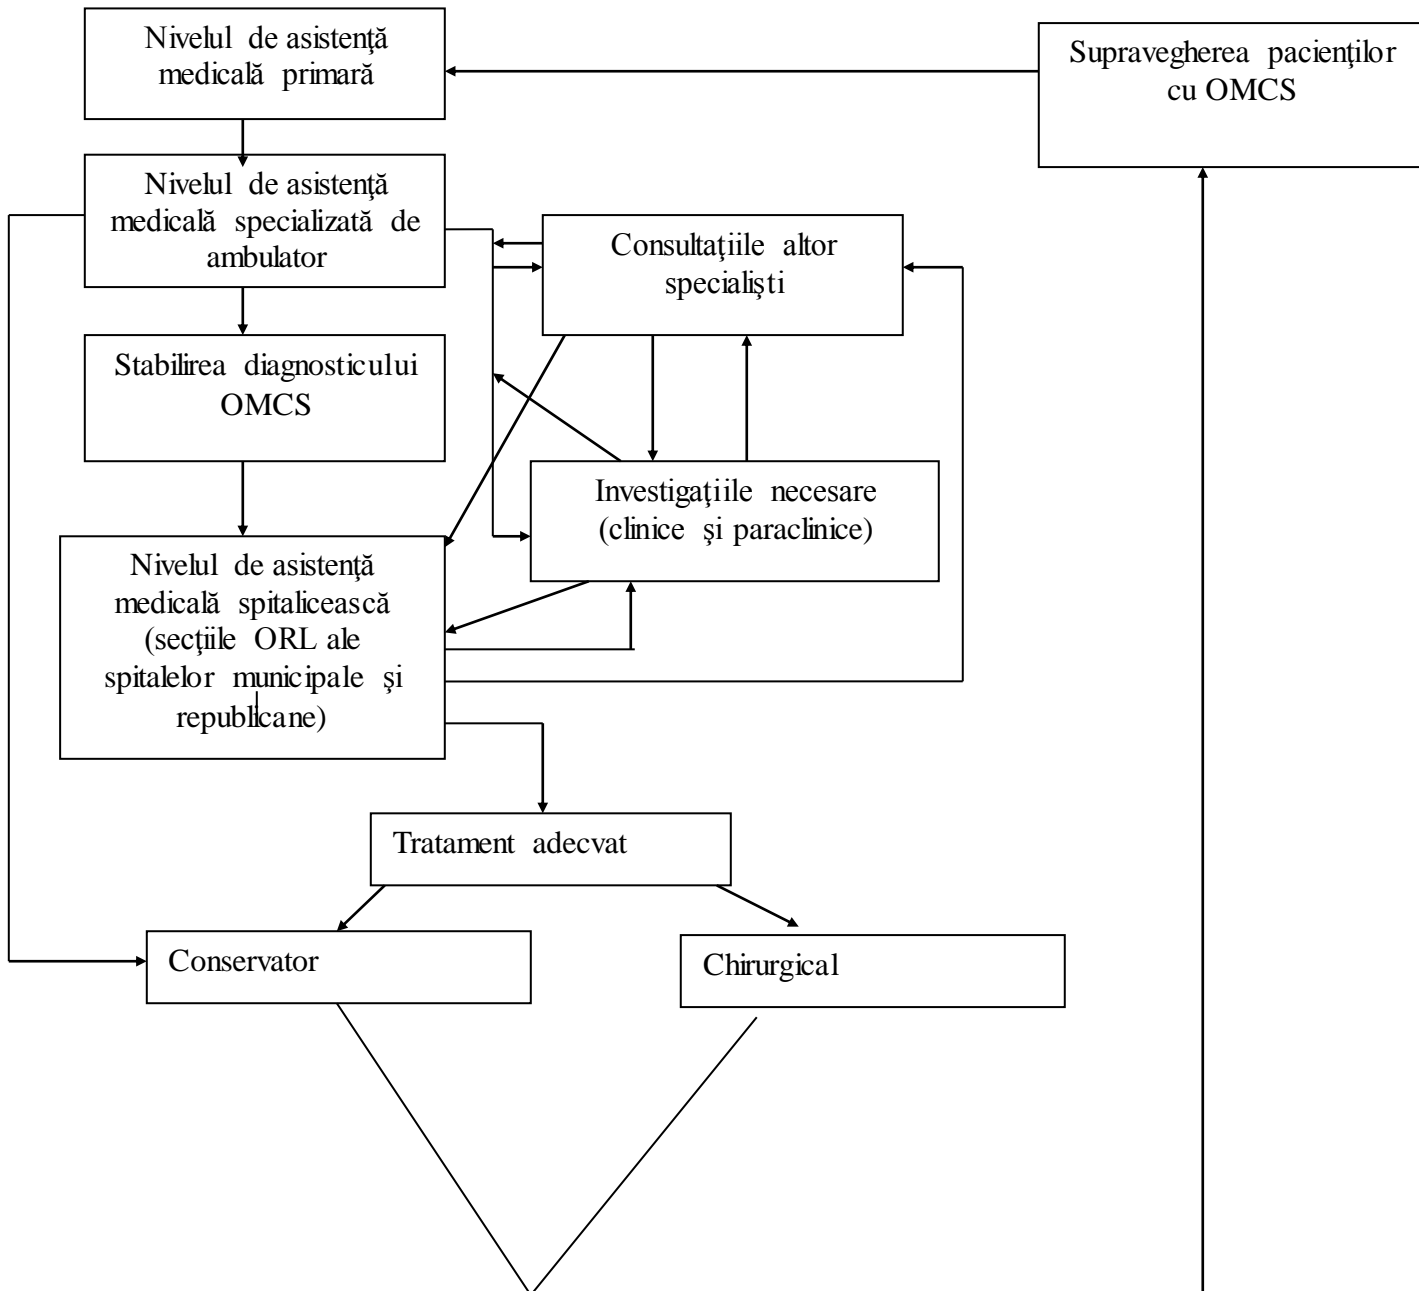 Nivelul de asistenţă
medicală primară
Supravegherea pacienţilor
cu OMCS
Nivelul de asistenţă
medicală specializată de
ambulator
Consultaţiile altor
specialişti
Stabilirea diagnosticului
OMCS
Investigaţiile necesare
(clinice şi paraclinice)
Nivelul de asistenţă
medicală spitalicească
(secţiile ORL ale
spitalelor municipale şi
republicane)
Tratament adecvat
Conservator
Chirurgical